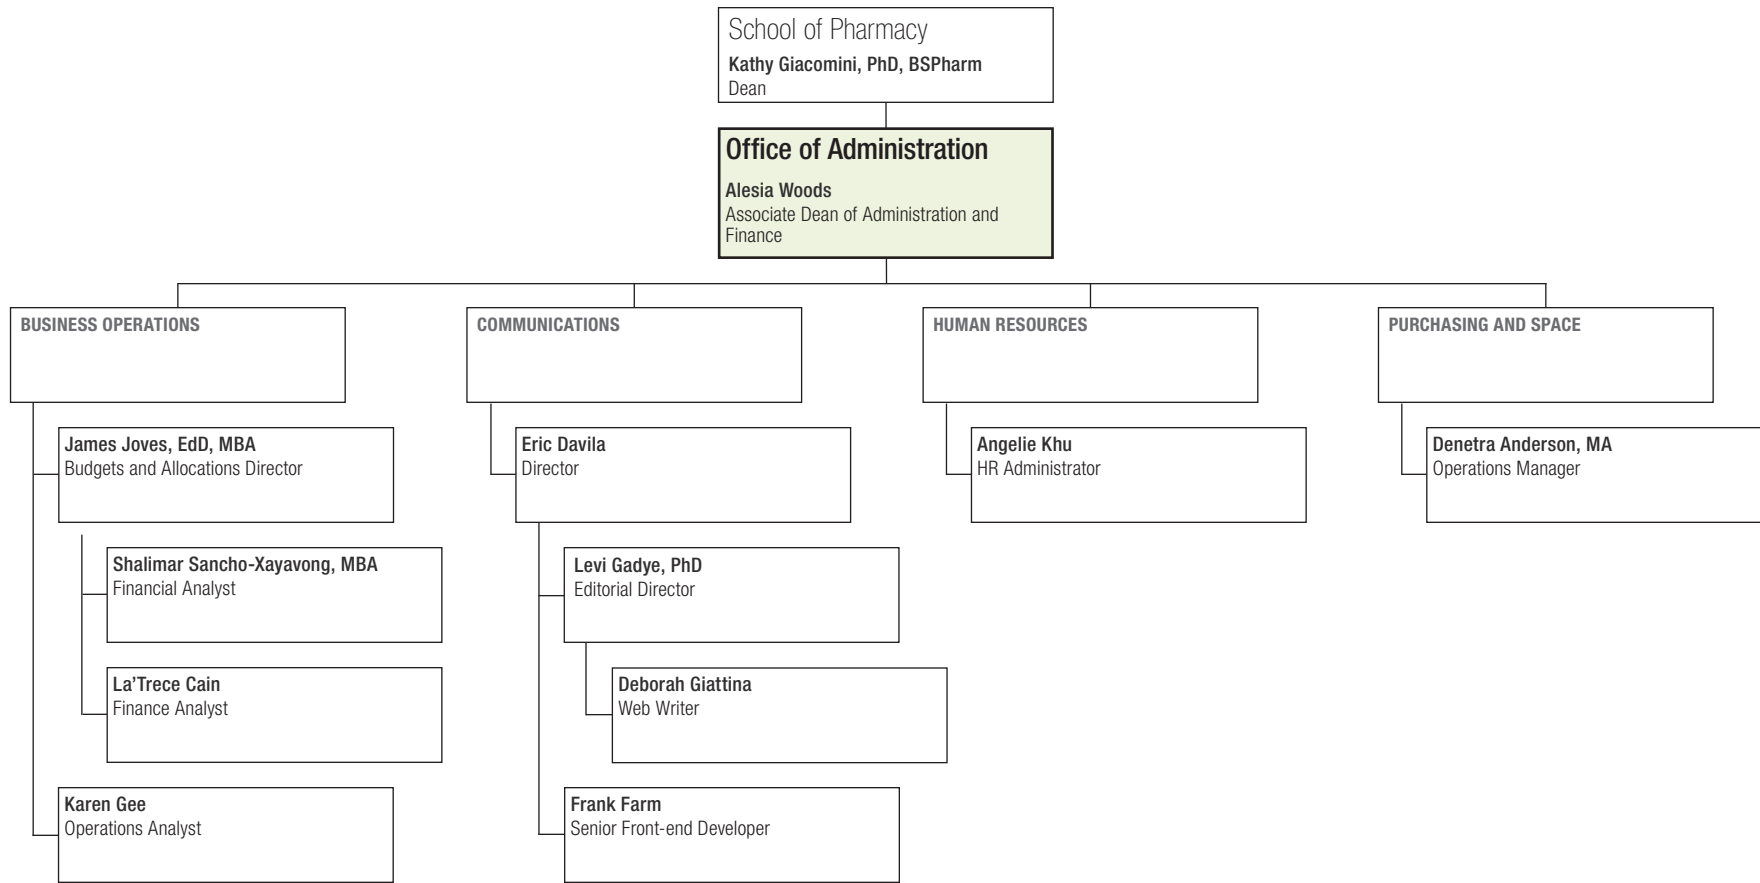 School of Pharmacy
Kathy Giacomini, PhD, BSPharm
Dean
Office of Administration
Alesia Woods
Associate Dean of Administration and
Finance
BUSINESS OPERATIONS
James Joves, EdD, MBA
Budgets and Allocations Director
Shalimar Sancho-Xayavong, MBA
Financial Analyst
La’Trece Cain
Finance Analyst
Karen Gee
Operations Analyst
COMMUNICATIONS
Eric Davila
Director
Levi Gadye, PhD
Editorial Director
Deborah Giattina
Web Writer
Frank Farm
Senior Front-end Developer
HUMAN RESOURCES
Angelie Khu
HR Administrator
PURCHASING AND SPACE
Denetra Anderson, MA
Operations Manager